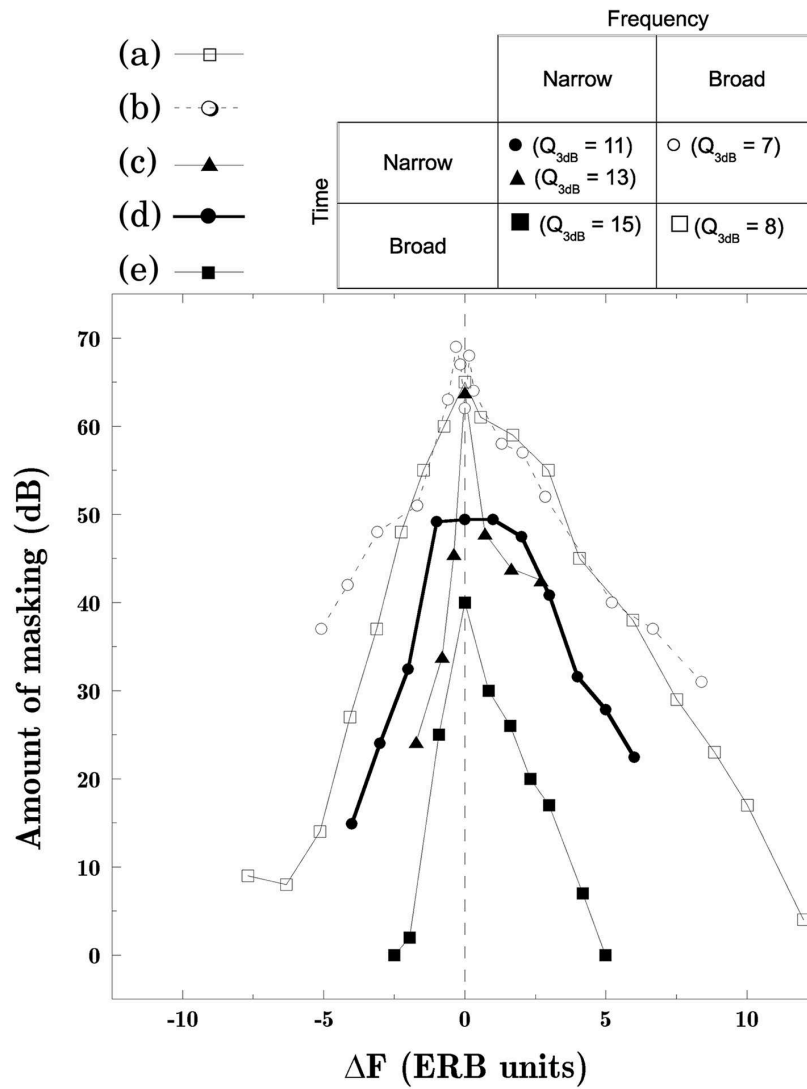 Frequency
(a)
(b)
(c)
(d)
(e)
Narrow Broad
Time
Narrow
(Q3dB = 11)
(Q3dB = 13)
(Q3dB = 7)
Broad
(Q3dB = 15)
(Q3dB = 8)
Amount of masking (dB)
70
60
50
40
30
20
10
0
-10 -5 0 5 10
ΔF (ERB units)